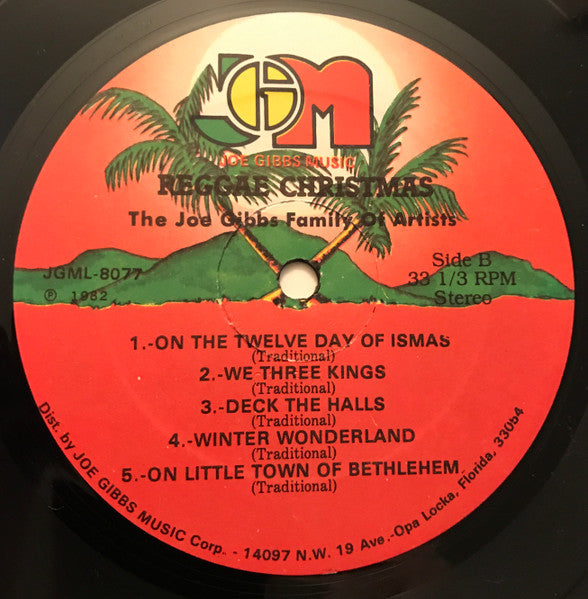 JGM
JOE GIBBS MUSIC
REGGAE CHRISTMAS
The Joe Gibbs Family Of Artists
JGML-8077
℗ 1982
Side B
33 1/3 RPM
Stereo
1.-ON THE TWELVE DAY OF ISMAS
(Traditional)
2.-WE THREE KINGS
(Traditional)
3.-DECK THE HALLS
(Traditional)
4.-WINTER WONDERLAND
(Traditional)
5.-ON LITTLE TOWN OF BETHLEHEM
(Traditional)
Dist. by JOE GIBBS MUSIC Corp. - 14097 N.W. 19 Ave.-Opa Locka, Florida, 33054